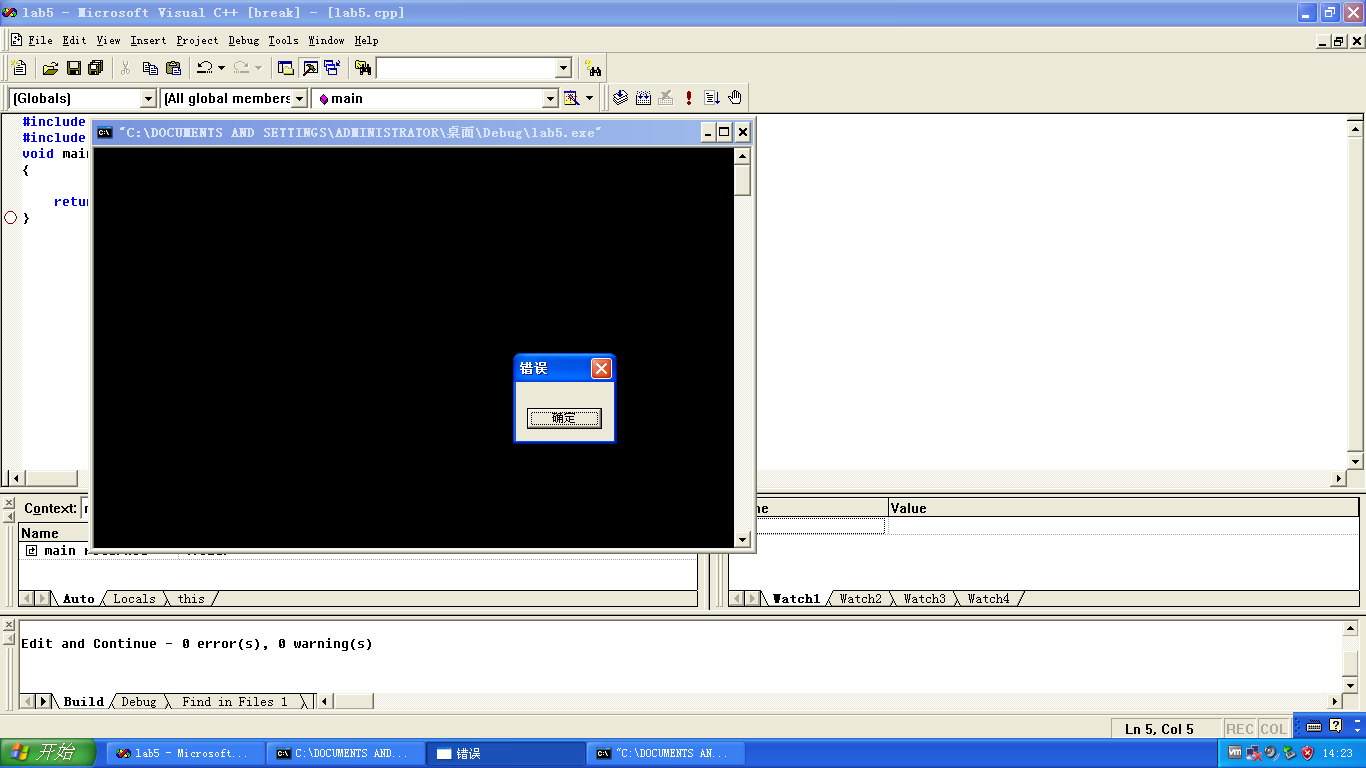 lab5 - Microsoft Visual C++ [break] - [lab5.cpp]
File Edit View Insert Project Debug Tools Window Help
(Globals) (All global members main
#include
#include
void main
{
retur
}
"C:\DOCUMENTS AND SETTINGS\ADMINISTRATOR\桌面\Debug\lab5.exe"
错误
确定
Context:
Name
main
Auto Locals this
Value
Watch1 Watch2 Watch3 Watch4
Edit and Continue - 0 error(s), 0 warning(s)
Build Debug Find in Files 1
Ln 5, Col 5 REC COL
开始 lab5 - Microsoft... C:\DOCUMENTS AND... 错误 "C:\DOCUMENTS AN... 14:23